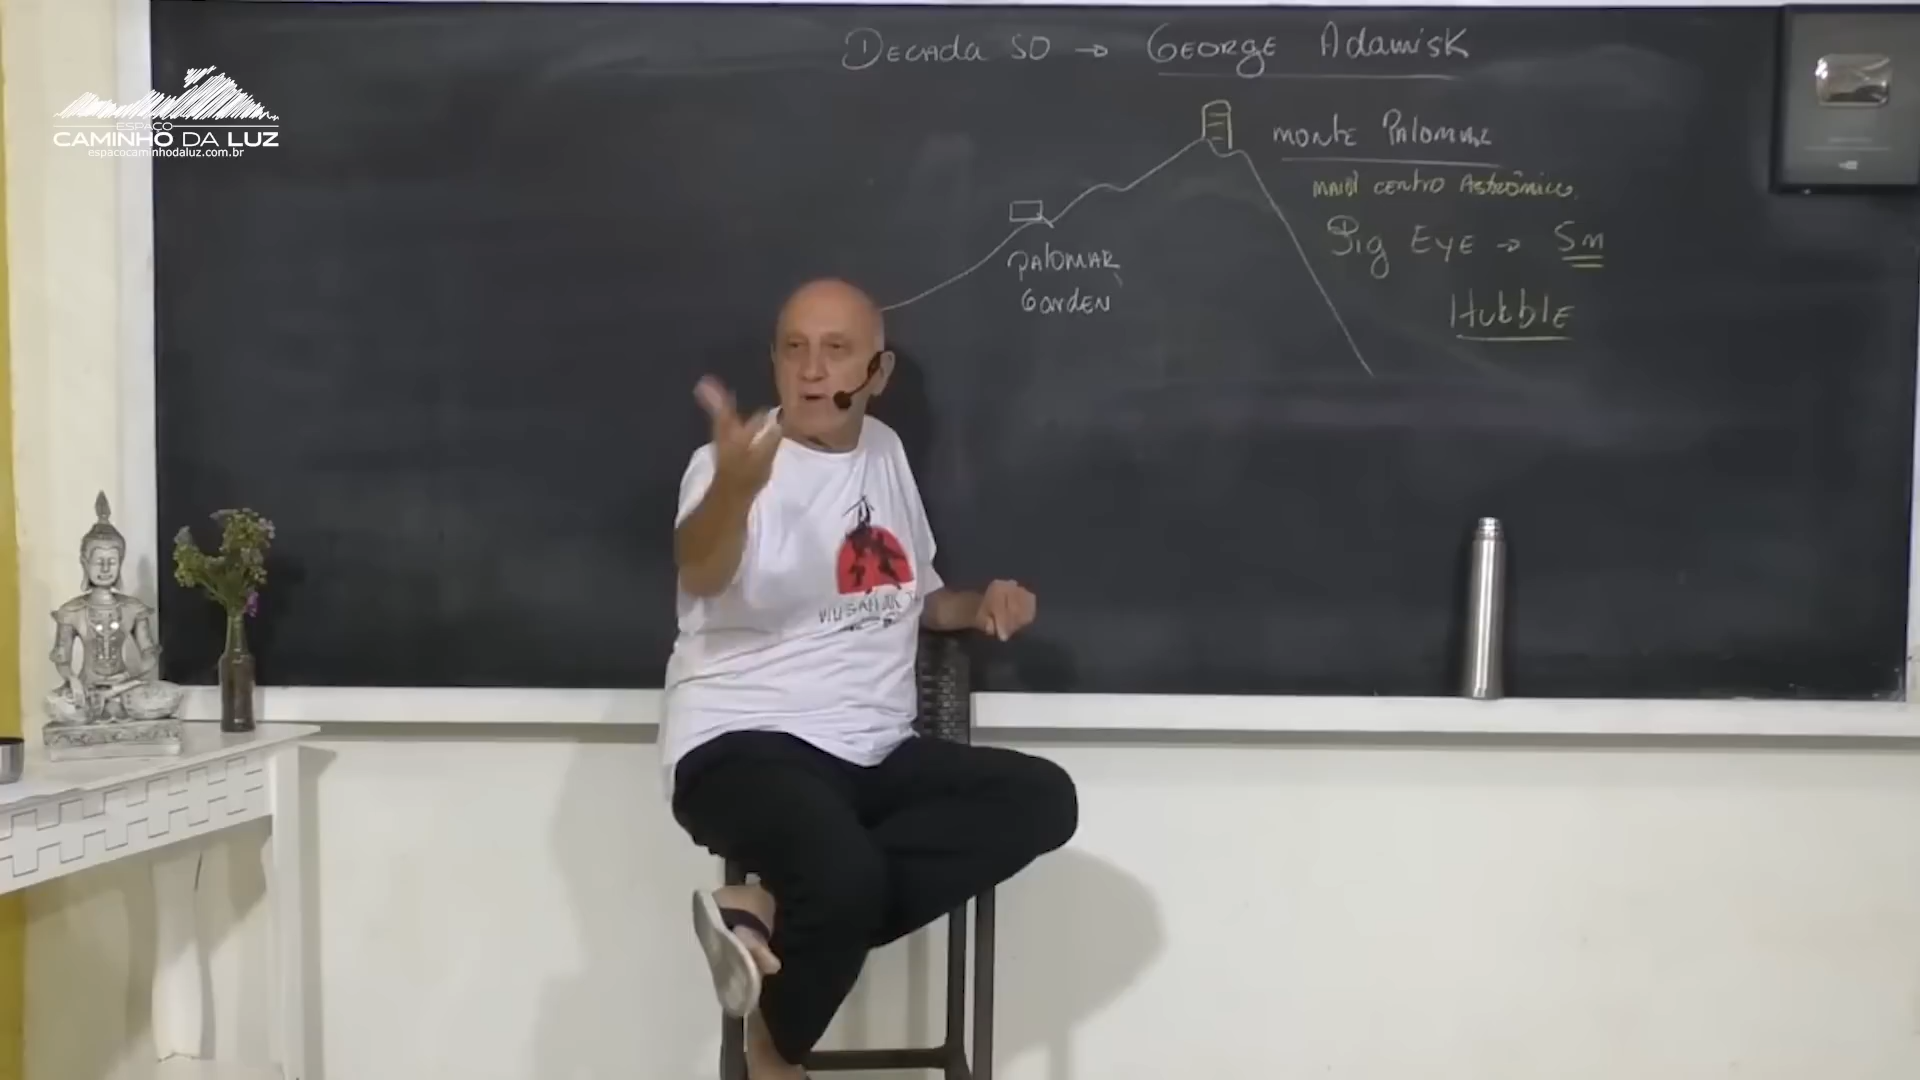 ESPAÇO
CAMINHO DA LUZ
espacocaminhodaluz.com.br
DECADA 50 → GEORGE Adamisk
MONTE PALOMAR
MAIOR CENTRO ASTRÔNÔMICO
BIG EYE → 5m
HUBBLE
PALOMAR
GARDEN